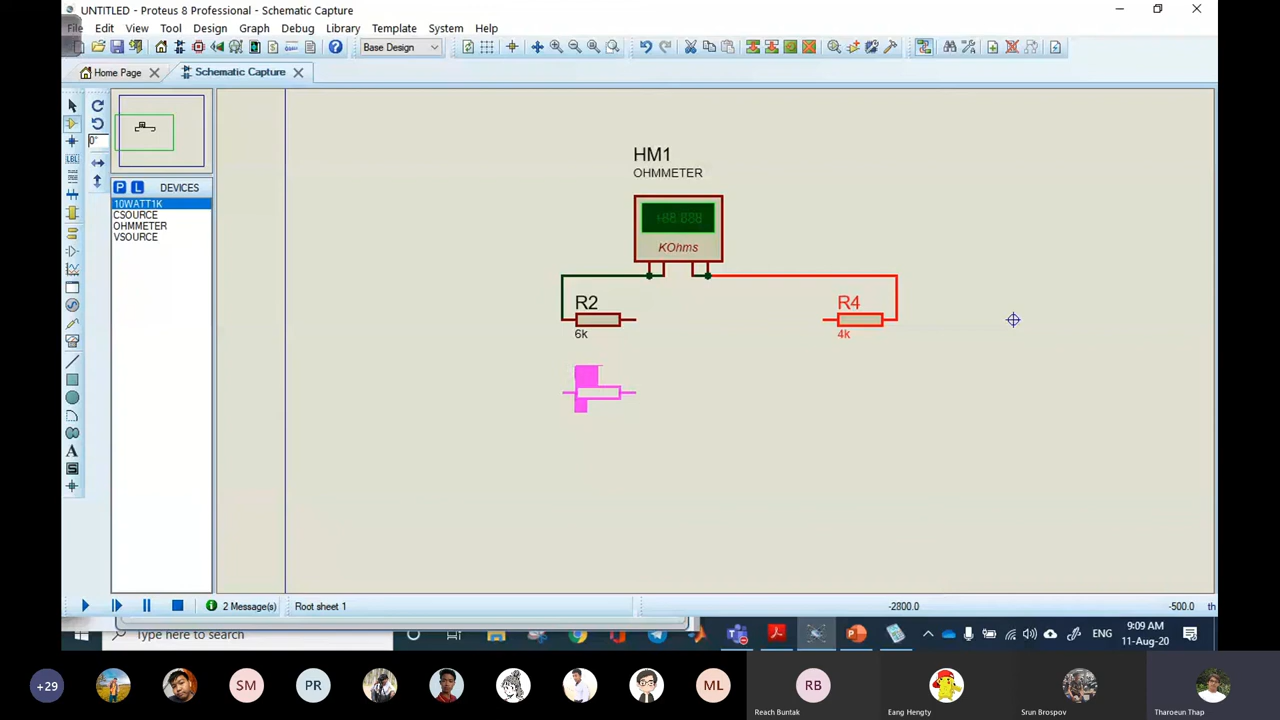 UNTITLED - Proteus 8 Professional - Schematic Capture
File Edit View Tool Design Graph Debug Library Template System Help
Base Design
Home Page Schematic Capture
0°
P L DEVICES
10WATT1K
CSOURCE
OHMMETER
VSOURCE
LBL
HM1
OHMMETER
KOhms
R2
6k
R4
4k
2 Message(s) Root sheet 1 -2800.0 -500.0 th
Type here to search
ENG
9:09 AM
11-Aug-20
+29 SM PR ML RB
Reach Buntak Eang Hengty Srun Brospov Tharoeun Thap